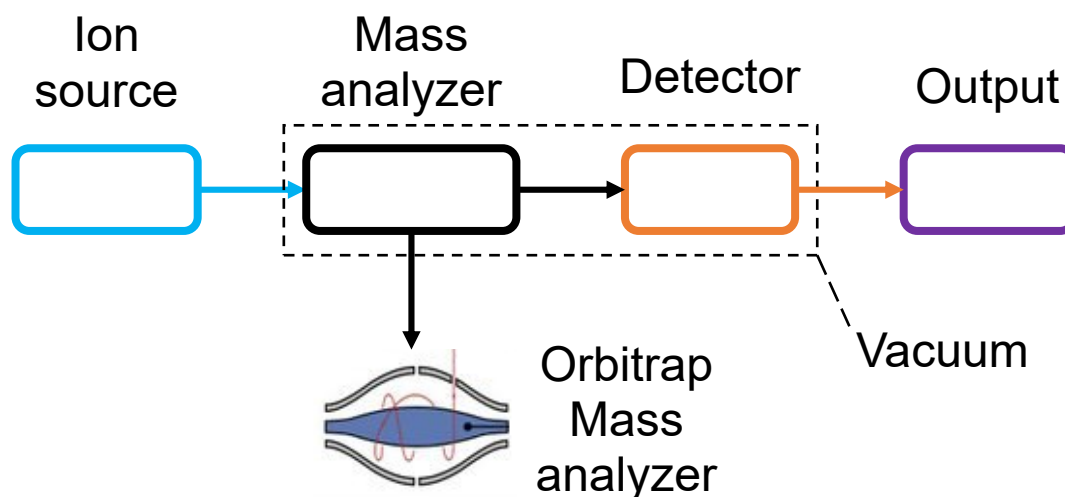 Ion
source
Mass
analyzer
Detector
Output
Vacuum
Orbitrap
Mass
analyzer